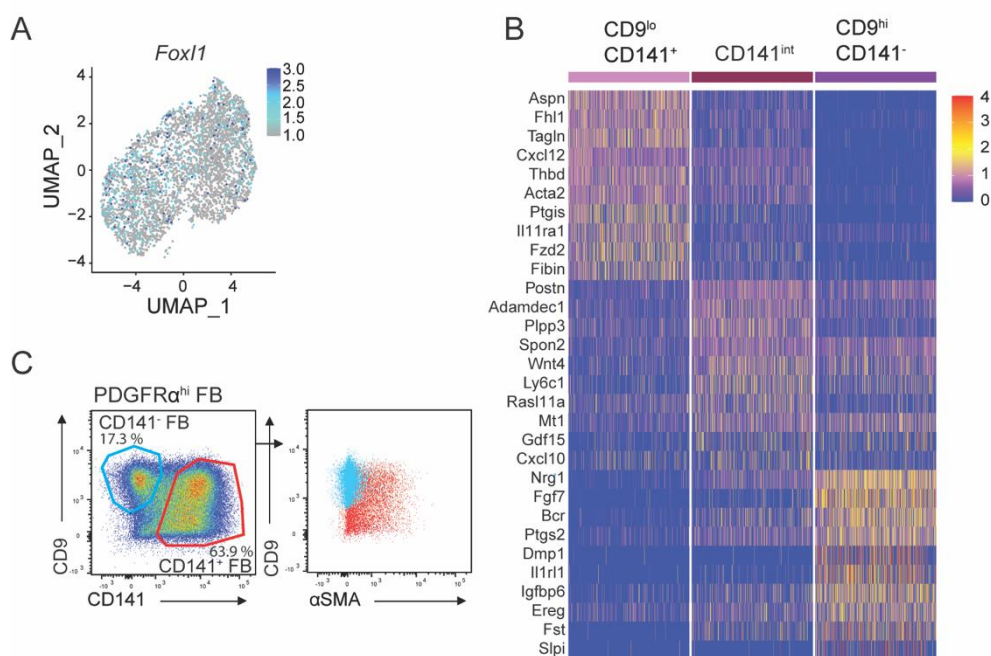 A
Foxl1
3.0
2.5
2.0
1.5
1.0
4
2
0
−2
−4
UMAP_2
−4
0
4
UMAP_1
B
CD9lo
CD141+
CD141int
CD9hi
CD141-
Aspn
Fhl1
Tagln
Cxcl12
Thbd
Acta2
Ptgis
Il11ra1
Fzd2
Fibin
Postn
Adamdec1
Plpp3
Spon2
Wnt4
Ly6c1
Rasl11a
Mt1
Gdf15
Cxcl10
Nrg1
Fgf7
Bcr
Ptgs2
Dmp1
Il1rl1
Igfbp6
Ereg
Fst
Slpi
4
3
2
1
0
C
PDGFRαhi FB
CD141- FB
17.3 %
63.9 %
CD141+ FB
CD9
CD141
CD9
αSMA